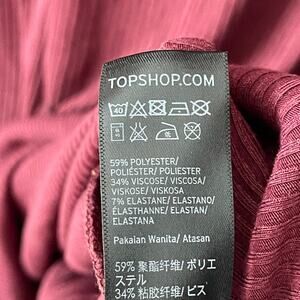 TOPSHOP.COM
40
59% POLYESTER/
POLIÉSTER/ POLIESTER
34% VISCOSE/ VISCOSA/
VISKOSE/ VISKOSA
7% ELASTANE/ ELASTANO/
ÉLASTHANNE/ ELASTAN/
ELASTANA
Pakaian Wanita/ Atasan
59% 聚酯纤维/ ポリエ
ステル
34% 粘胶纤维/ ビス